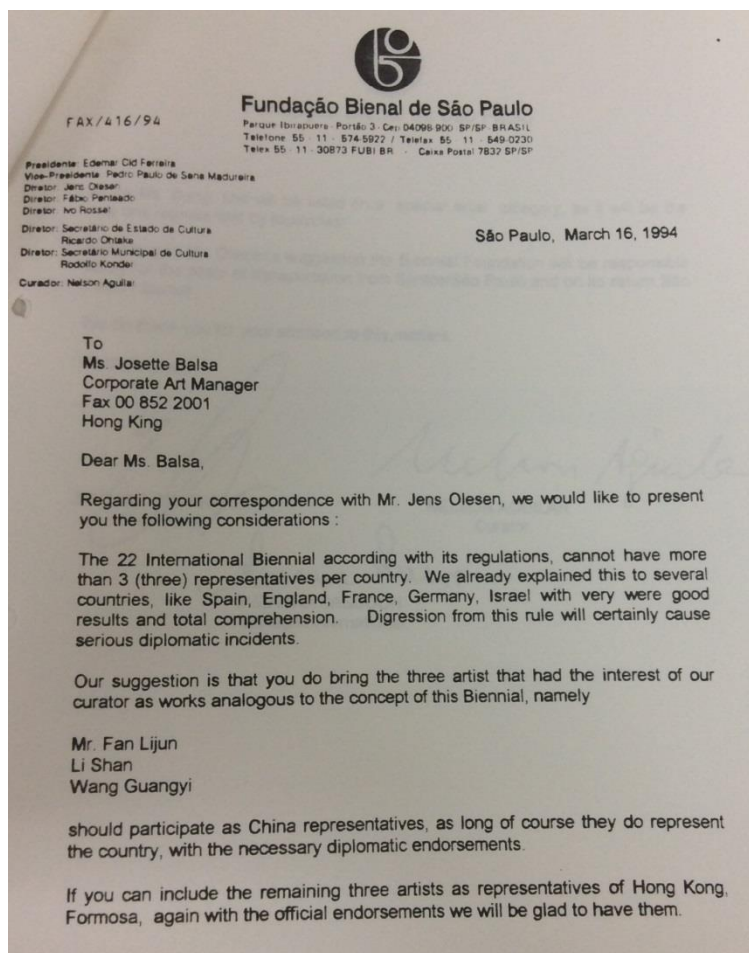 Fundação Bienal de São Paulo
FAX/416/94
Parque Ibirapuera - Portão 3 - Cep 04098-900 SP/SP - BRASIL
Telefone 55 - 11 - 574-5922 / Telefax 55 - 11 - 549-0230
Telex 55 - 11 - 30873 FUBI BR - Caixa Postal 7832 SP/SP
Presidente: Edemar Cid Ferreira
Vice-Presidente: Pedro Paulo de Sena Madureira
Diretor: Jens Olesen
Diretor: Fábio Penteado
Diretor: Ivo Rosset
Diretor: Secretário de Estado da Cultura
Ricardo Ohtake
Diretor: Secretário Municipal de Cultura
Rodolfo Konder
Curador: Nelson Aguilar
São Paulo, March 16, 1994
To
Ms. Josette Balsa
Corporate Art Manager
Fax 00 852 2001
Hong King
Dear Ms. Balsa,
Regarding your correspondence with Mr. Jens Olesen, we would like to present
you the following considerations :
The 22 International Biennial according with its regulations, cannot have more
than 3 (three) representatives per country. We already explained this to several
countries, like Spain, England, France, Germany, Israel with very were good
results and total comprehension. Digression from this rule will certainly cause
serious diplomatic incidents.
Our suggestion is that you do bring the three artist that had the interest of our
curator as works analogous to the concept of this Biennial, namely
Mr. Fan Lijun
Li Shan
Wang Guangyi
should participate as China representatives, as long of course they do represent
the country, with the necessary diplomatic endorsements.
If you can include the remaining three artists as representatives of Hong Kong,
Formosa, again with the official endorsements we will be glad to have them.